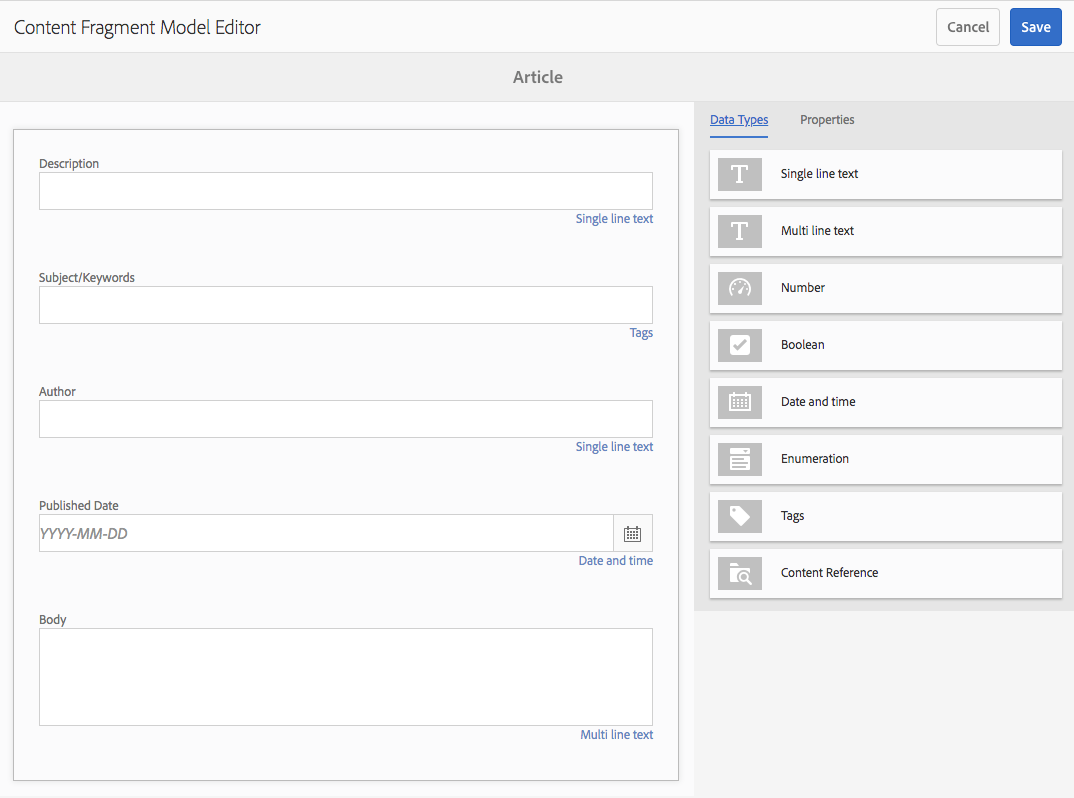 Content Fragment Model Editor
Cancel
Save
Article
Description
Single line text
Subject/Keywords
Tags
Author
Single line text
Published Date
YYYY-MM-DD
Date and time
Body
Multi line text
Data Types
Properties
T
Single line text
T
Multi line text
Number
Boolean
Date and time
Enumeration
Tags
Content Reference